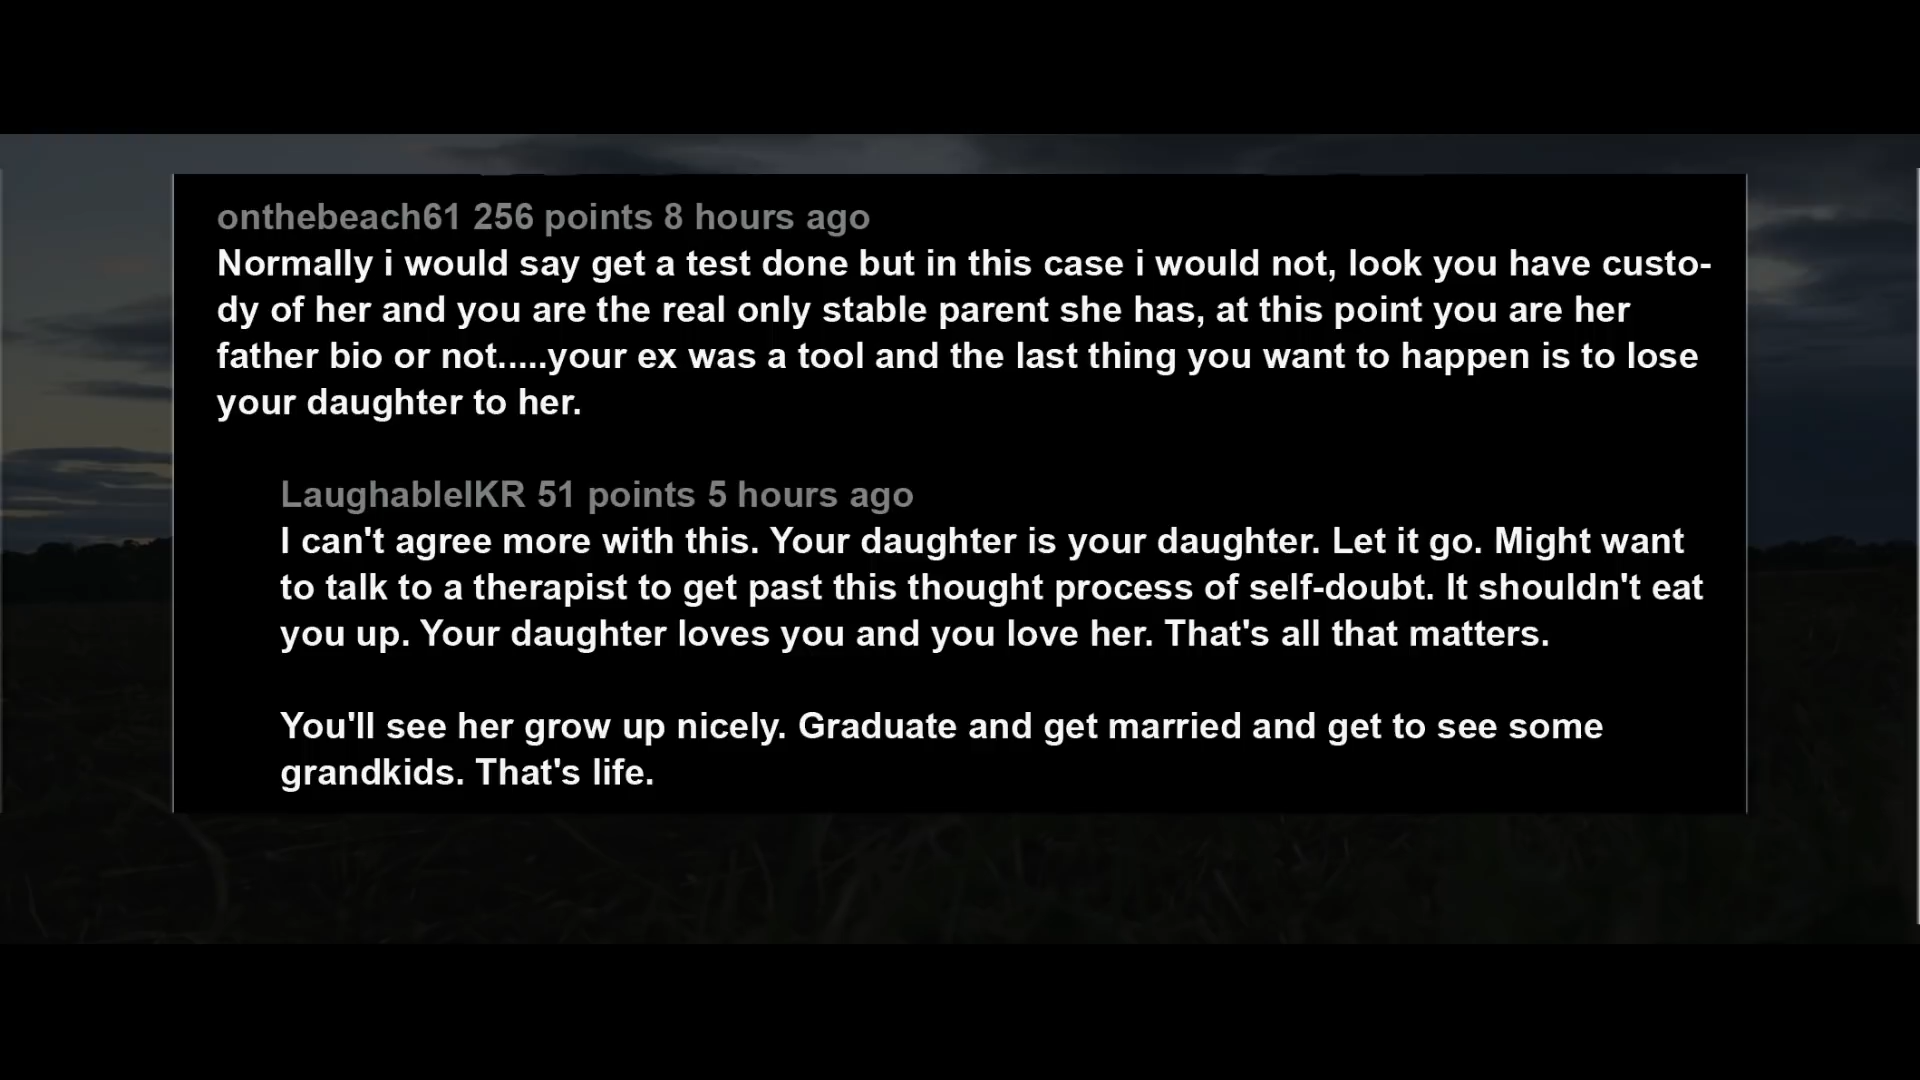 onthebeach61 256 points 8 hours ago
Normally i would say get a test done but in this case i would not, look you have custo-
dy of her and you are the real only stable parent she has, at this point you are her
father bio or not.....your ex was a tool and the last thing you want to happen is to lose
your daughter to her.
LaughableIKR 51 points 5 hours ago
I can't agree more with this. Your daughter is your daughter. Let it go. Might want
to talk to a therapist to get past this thought process of self-doubt. It shouldn't eat
you up. Your daughter loves you and you love her. That's all that matters.
You'll see her grow up nicely. Graduate and get married and get to see some
grandkids. That's life.